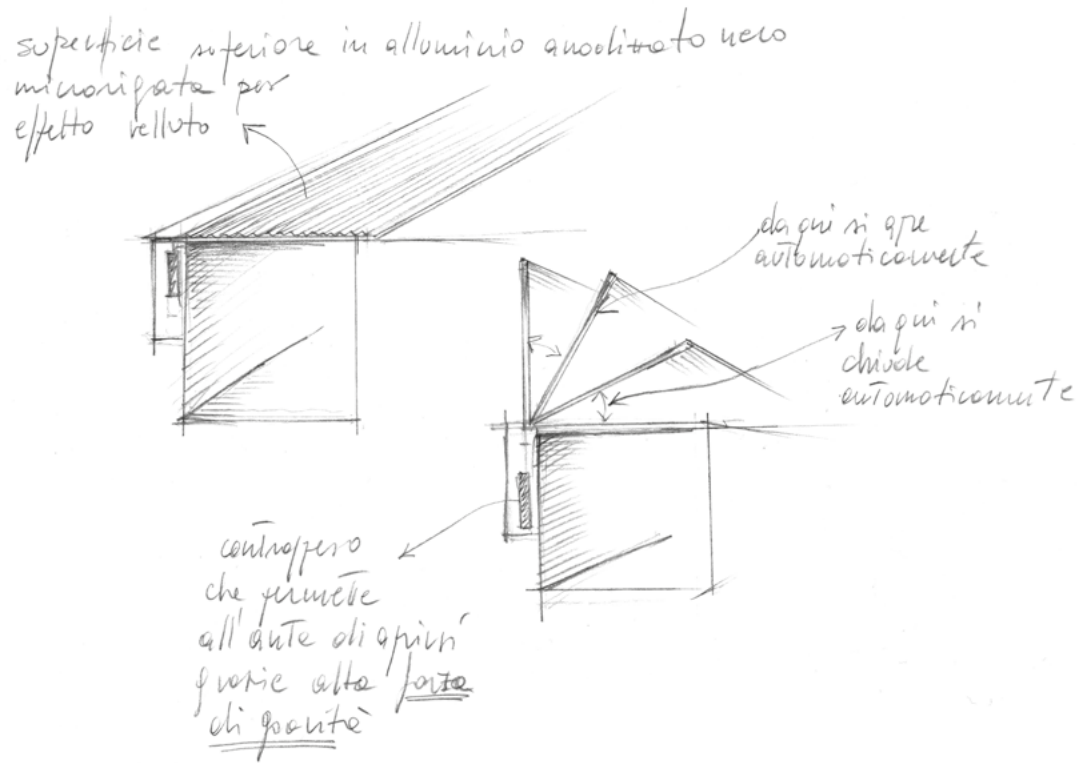 superficie superiore in alluminio anodizzato nero
microrigata per
effetto velluto
da qui si apre
automaticamente
da qui si
chiude
automaticamente
contrappeso
che permette
all'anta di aprirsi
grazie alla forza
di gravità